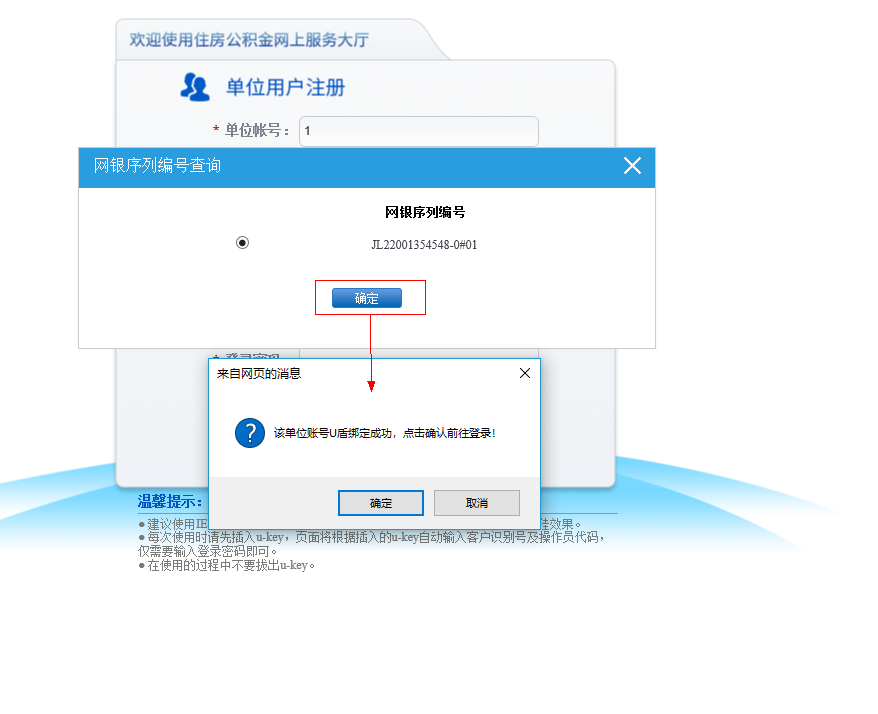 欢迎使用住房公积金网上服务大厅
单位用户注册
* 单位帐号： 1
网银序列编号查询
网银序列编号
JL22001354548-0#01
确定
* 登录密码
来自网页的消息
该单位账号U盾绑定成功，点击确认前往登录!
确定 取消
温馨提示:
● 建议使用IE 佳效果。
● 每次使用时请先插入u-key，页面将根据插入的u-key自动输入客户识别号及操作员代码，
仅需要输入登录密码即可。
● 在使用的过程中不要拔出u-key。